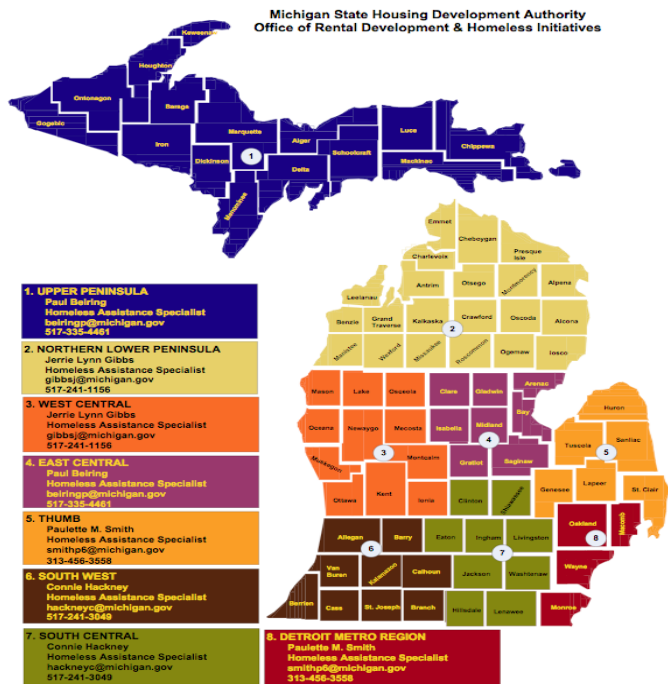 Michigan State Housing Development Authority
Office of Rental Development & Homeless Initiatives
Keweenaw
Houghton
Ontonagon
Baraga
Gogebic
Marquette
Luce
Alger
Chippewa
Iron
Schoolcraft
Dickinson
Mackinac
1
Delta
Menominee
Emmet
Cheboygan
Presque
Isle
Charlevoix
Antrim
Otsego
Montmorency
Alpena
Leelanau
Benzie
Grand
Traverse
Kalkaska
Crawford
Oscoda
Alcona
2
Manistee
Wexford
Missaukee
Roscommon
Ogemaw
Iosco
Mason
Lake
Osceola
Clare
Gladwin
Arenac
Huron
Oceana
Newaygo
Mecosta
Isabella
Midland
Bay
Tuscola
Sanilac
3
4
5
Muskegon
Montcalm
Gratiot
Saginaw
Genesee
Lapeer
St. Clair
Ottawa
Kent
Ionia
Clinton
Shiawassee
Allegan
Barry
Eaton
Ingham
Livingston
Oakland
Macomb
6
7
8
Van
Buren
Kalamazoo
Calhoun
Jackson
Washtenaw
Wayne
Berrien
Cass
St. Joseph
Branch
Hillsdale
Lenawee
Monroe
1. UPPER PENINSULA
Paul Beiring
Homeless Assistance Specialist
beiringp@michigan.gov
517-335-4461
2. NORTHERN LOWER PENINSULA
Jerrie Lynn Gibbs
Homeless Assistance Specialist
gibbsj@michigan.gov
517-241-1156
3. WEST CENTRAL
Jerrie Lynn Gibbs
Homeless Assistance Specialist
gibbsj@michigan.gov
517-241-1156
4. EAST CENTRAL
Paul Beiring
Homeless Assistance Specialist
beiringp@michigan.gov
517-335-4461
5. THUMB
Paulette M. Smith
Homeless Assistance Specialist
smithp6@michigan.gov
313-456-3558
6. SOUTH WEST
Connie Hackney
Homeless Assistance Specialist
hackneyc@michigan.gov
517-241-3049
7. SOUTH CENTRAL
Connie Hackney
Homeless Assistance Specialist
hackneyc@michigan.gov
517-241-3049
8. DETROIT METRO REGION
Paulette M. Smith
Homeless Assistance Specialist
smithp6@michigan.gov
313-456-3558